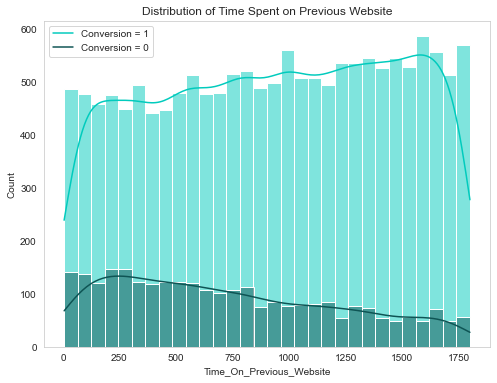 Distribution of Time Spent on Previous Website
Conversion = 1
Conversion = 0
Count
600
500
400
300
200
100
0
0 250 500 750 1000 1250 1500 1750
Time_On_Previous_Website